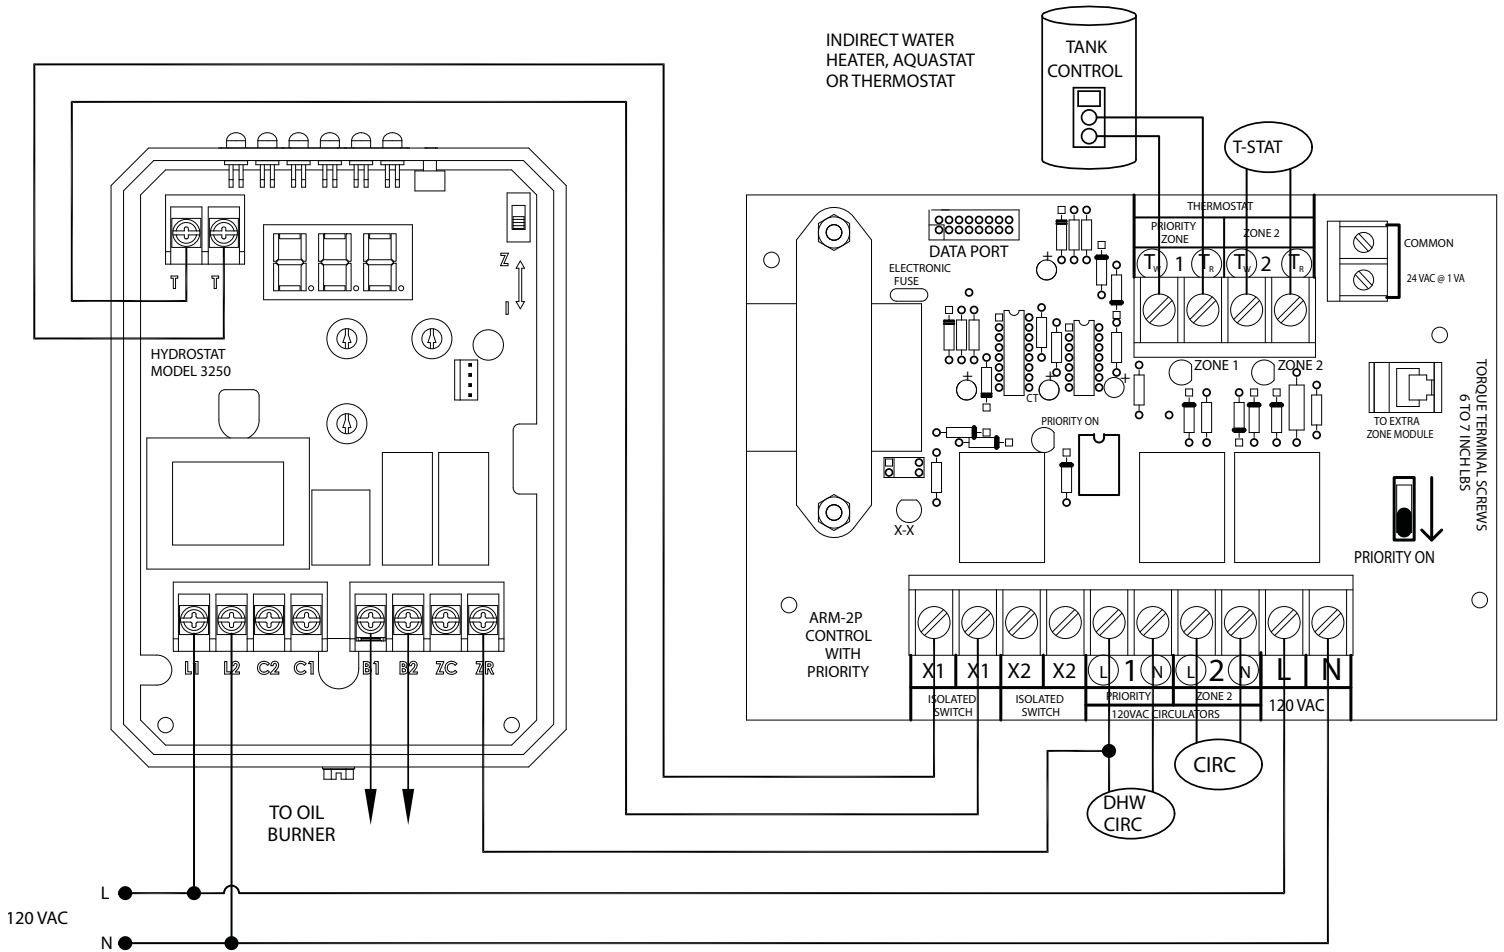 INDIRECT WATER
HEATER, AQUASTAT
OR THERMOSTAT
TANK
CONTROL
T-STAT
THERMOSTAT
PRIORITY
ZONE
ZONE 2
TW 1 TR TW 2 TR
COMMON
24 VAC @ 1 VA
DATA PORT
ELECTRONIC
FUSE
T T
Z
I
HYDROSTAT
MODEL 3250
ZONE 1
ZONE 2
CT
PRIORITY ON
X-X
TO EXTRA
ZONE MODULE
TORQUE TERMINAL SCREWS
6 TO 7 INCH LBS
PRIORITY ON
ARM-2P
CONTROL
WITH
PRIORITY
L1 L2 C2 C1 B1 B2 ZC ZR
X1 X1 X2 X2 L 1 N L 2 N L N
ISOLATED
SWITCH
ISOLATED
SWITCH
PRIORITY
ZONE 2
120VAC CIRCULATORS
120 VAC
CIRC
DHW
CIRC
TO OIL
BURNER
L
120 VAC
N